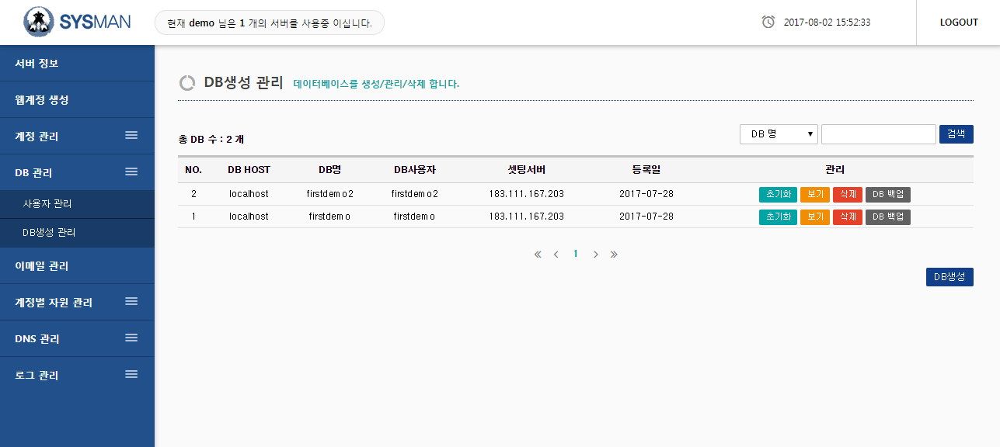 SYSMAN
현재 demo 님은 1 개의 서버를 사용중 이십니다.
2017-08-02 15:52:33
LOGOUT
서버 정보
웹계정 생성
계정 관리
DB 관리
사용자 관리
DB생성 관리
이메일 관리
계정별 자원 관리
DNS 관리
로그 관리
DB생성 관리 데이터베이스를 생성/관리/삭제 합니다.
총 DB 수 : 2 개
DB 명 ▼
검색
NO. DB HOST DB명 DB사용자 셋팅서버 등록일 관리
2 localhost firstdemo2 firstdemo2 183.111.167.203 2017-07-28 초기화 보기 삭제 DB 백업
1 localhost firstdemo firstdemo 183.111.167.203 2017-07-28 초기화 보기 삭제 DB 백업
« < 1 > »
DB생성